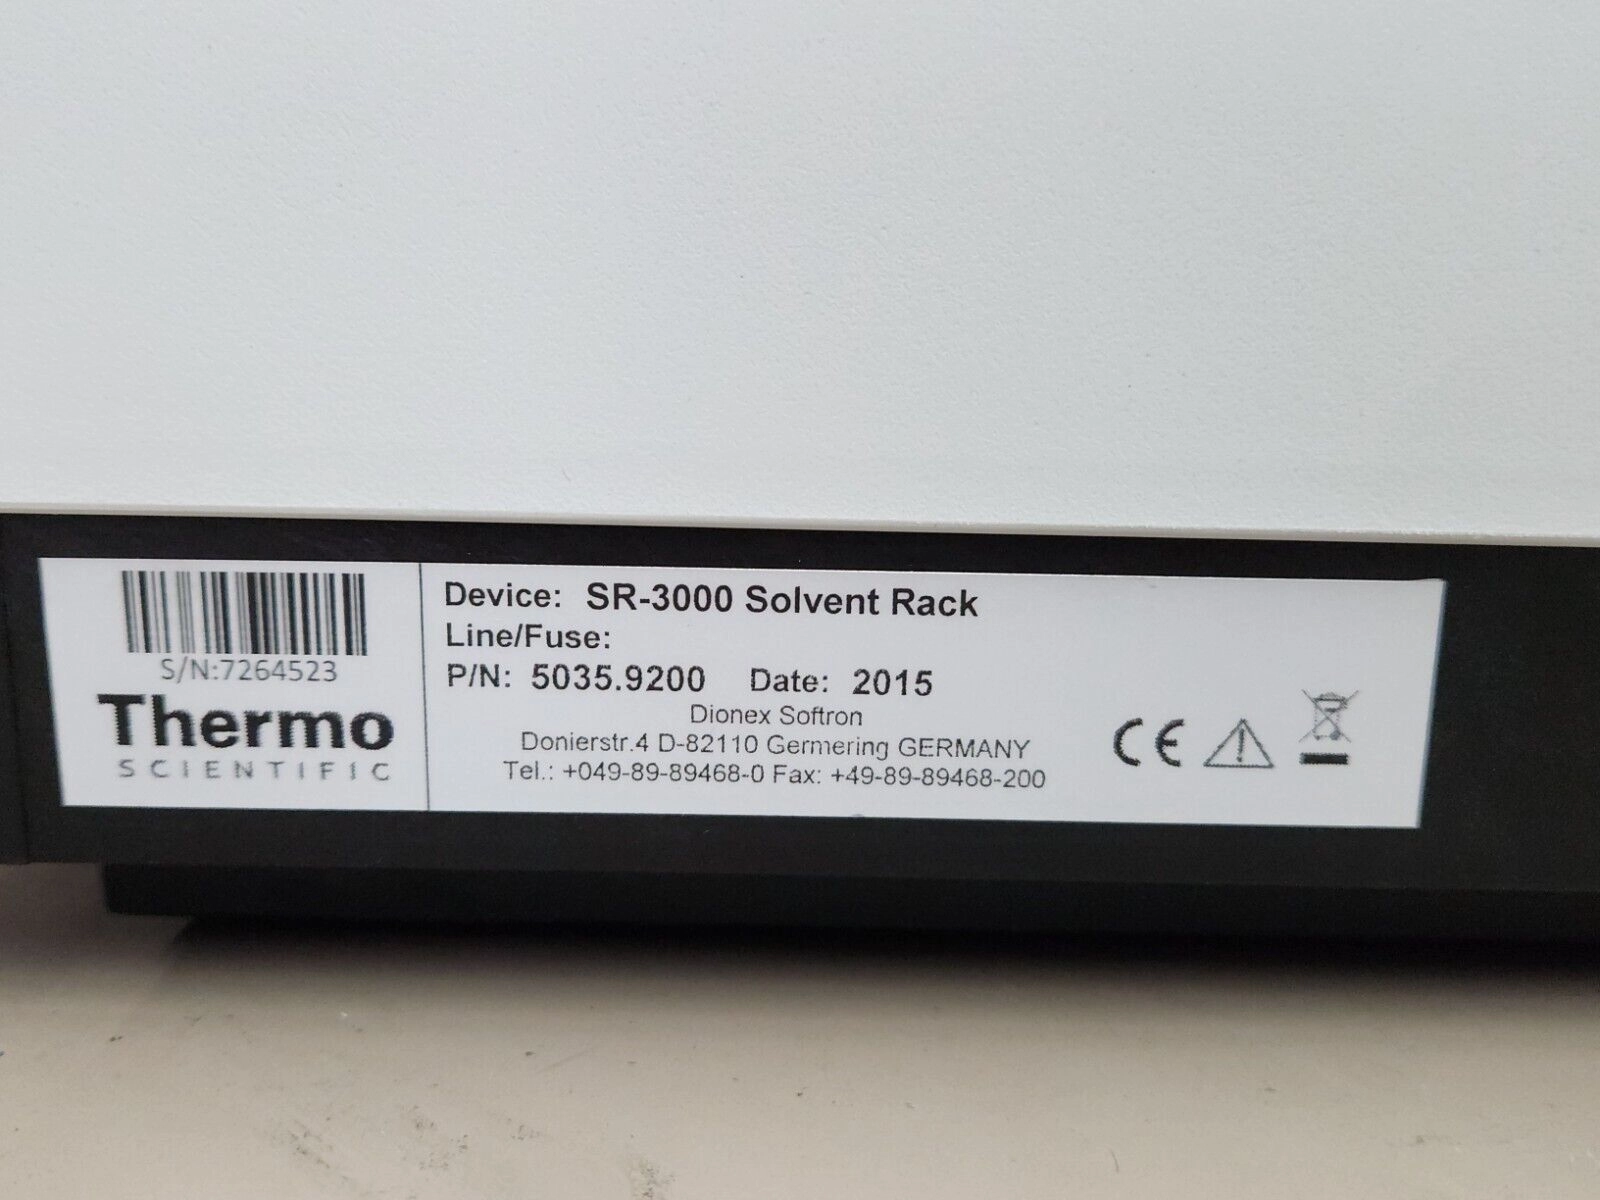 S/N:7264523
Thermo
SCIENTIFIC
Device: SR-3000 Solvent Rack
Line/Fuse:
P/N: 5035.9200 Date: 2015
Dionex Softron
Donierstr.4 D-82110 Germering GERMANY
Tel.: +049-89-89468-0 Fax: +49-89-89468-200
CE